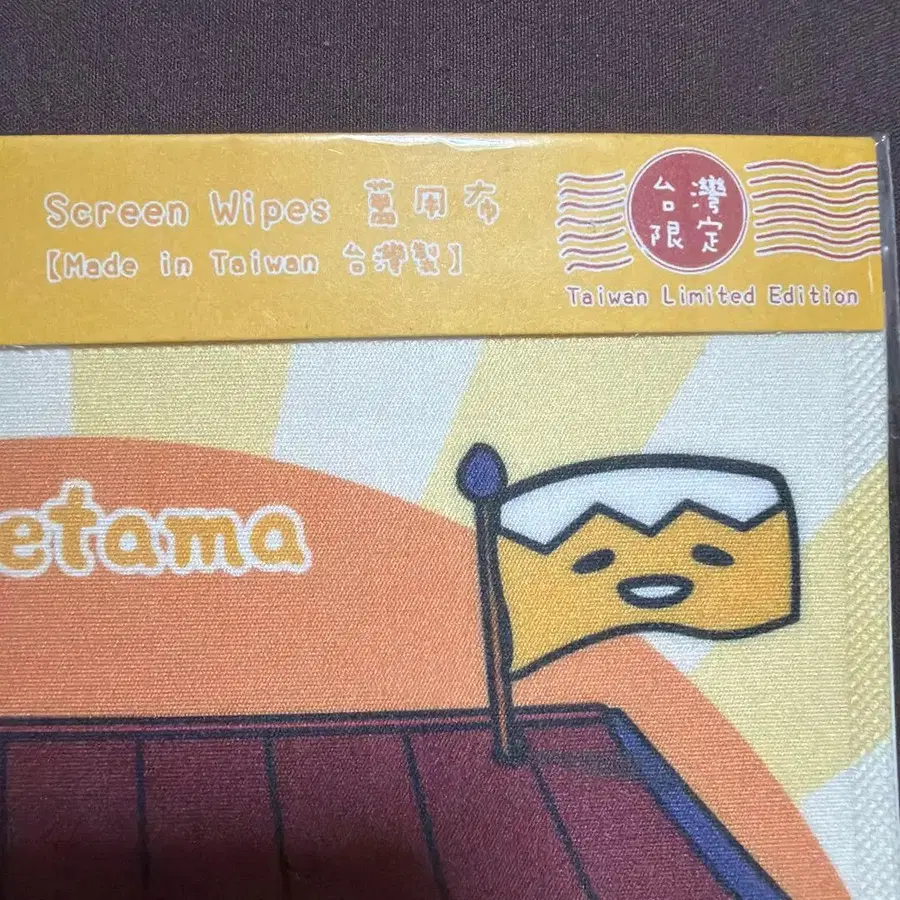 Screen Wipes 萬用布
【Made in Taiwan 台灣製】
台灣
限定
Taiwan Limited Edition
etama